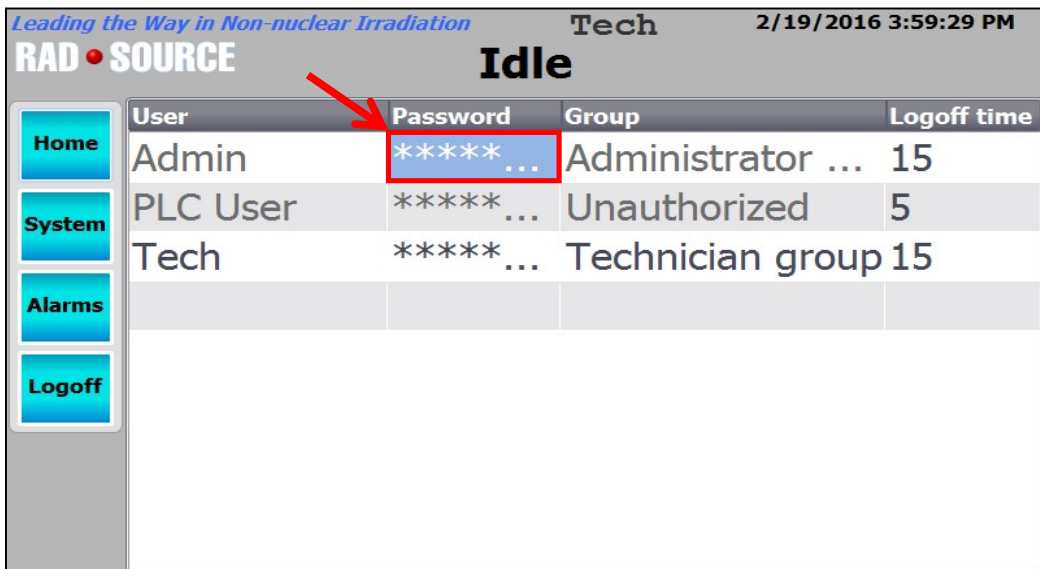 Leading the Way in Non-nuclear Irradiation Tech 2/19/2016 3:59:29 PM
RAD SOURCE Idle
User Password Group Logoff time
Home
Admin *****... Administrator ... 15
PLC User *****... Unauthorized 5
System
Tech *****... Technician group 15
Alarms
Logoff